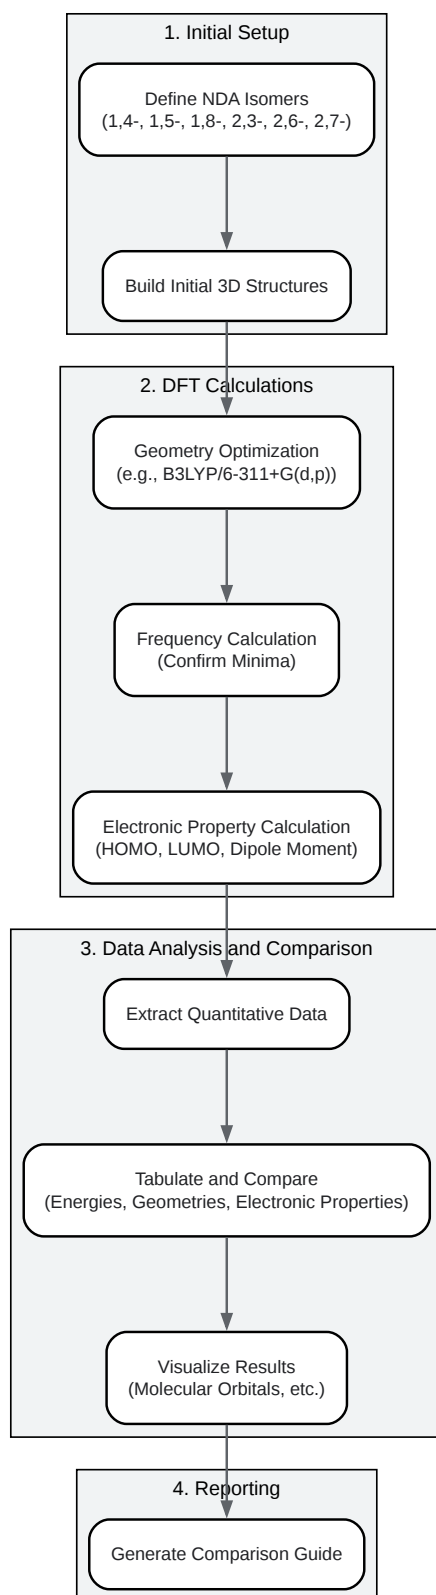 1. Initial Setup
Define NDA Isomers
(1,4-, 1,5-, 1,8-, 2,3-, 2,6-, 2,7-)
Build Initial 3D Structures
2. DFT Calculations
Geometry Optimization
(e.g., B3LYP/6-311+G(d,p))
Frequency Calculation
(Confirm Minima)
Electronic Property Calculation
(HOMO, LUMO, Dipole Moment)
3. Data Analysis and Comparison
Extract Quantitative Data
Tabulate and Compare
(Energies, Geometries, Electronic Properties)
Visualize Results
(Molecular Orbitals, etc.)
4. Reporting
Generate Comparison Guide